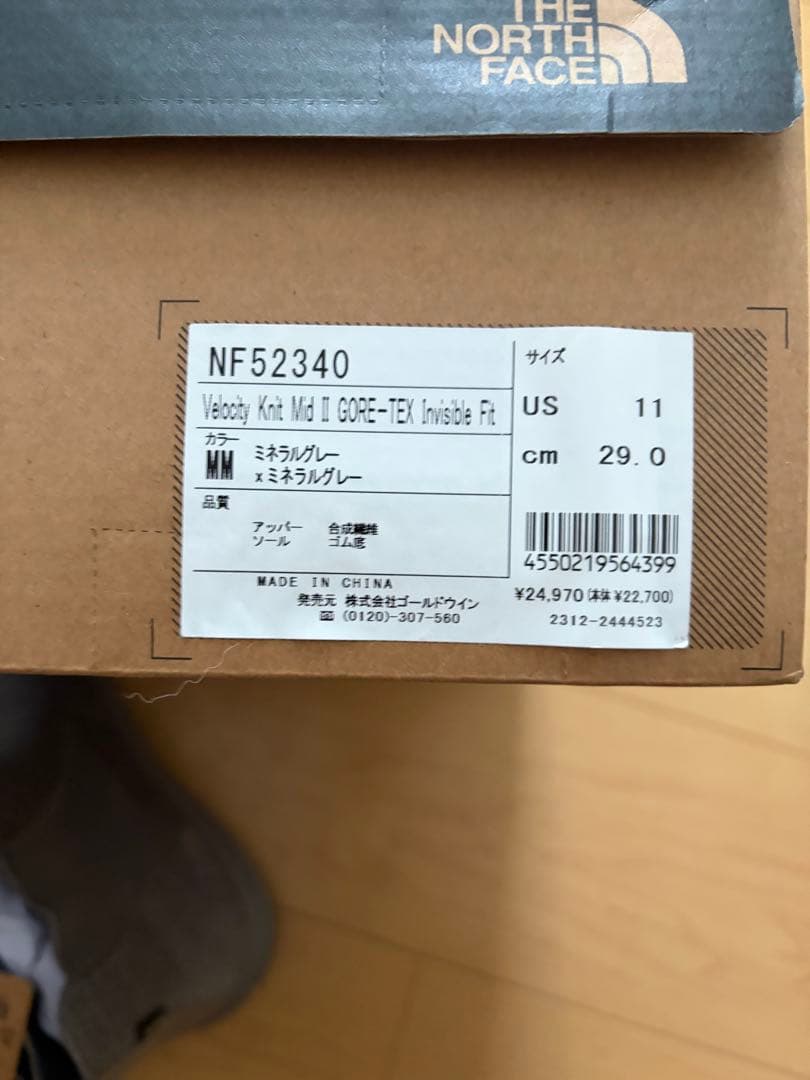 THE
NORTH
FACE
NF52340
Velocity Knit Mid II GORE-TEX Invisible Fit
カラー
MM ミネラルグレー
xミネラルグレー
品質
アッパー 合成繊維
ソール ゴム底
MADE IN CHINA
発売元 株式会社ゴールドウイン
(0120)-307-560
サイズ
US 11
cm 29.0
4550219564399
¥24,970(本体 ¥22,700)
2312-2444523